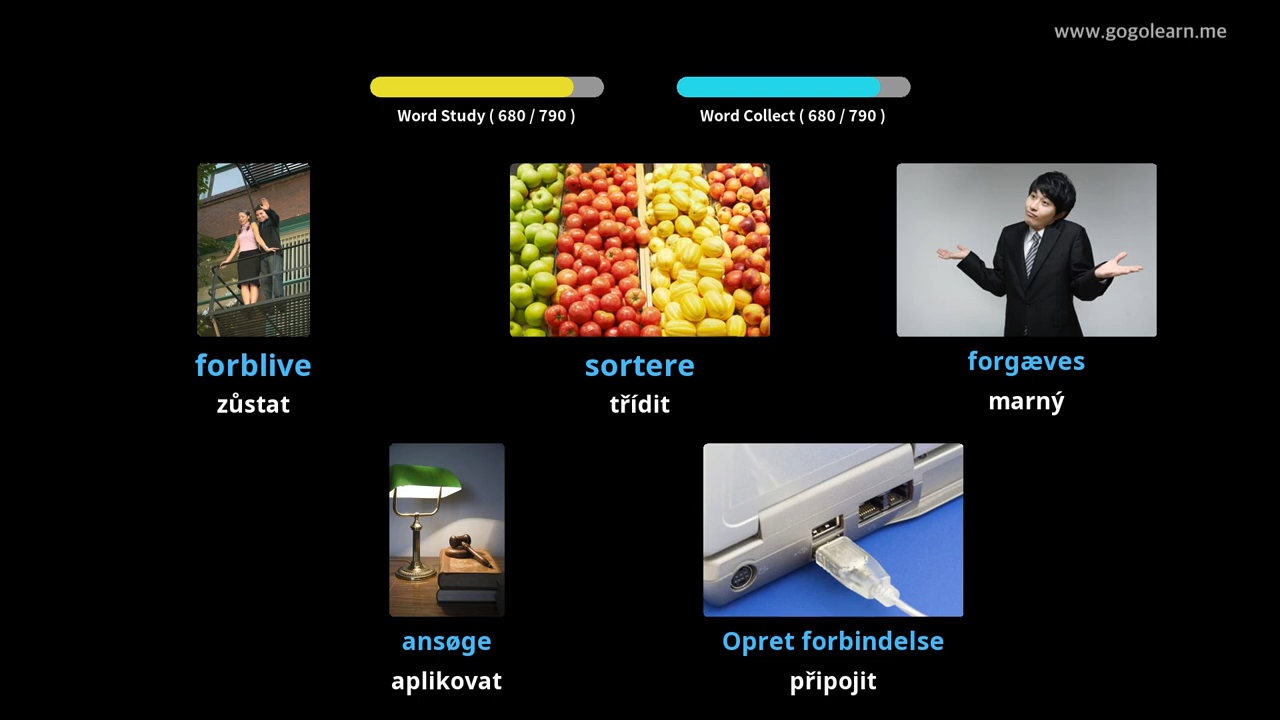 www.gogolearn.me
Word Study ( 680 / 790 )
Word Collect ( 680 / 790 )
forblive
zůstat
sortere
třídit
forgæves
marný
ansøge
aplikovat
Opret forbindelse
připojit